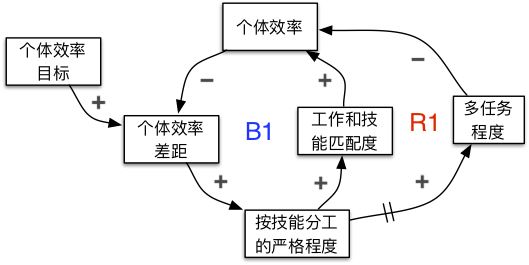 个体效率
个体效率
目标
−
−
+
+
个体效率
差距
B1
工作和技
能匹配度
R1
多任务
程度
+
+
+
按技能分工
的严格程度